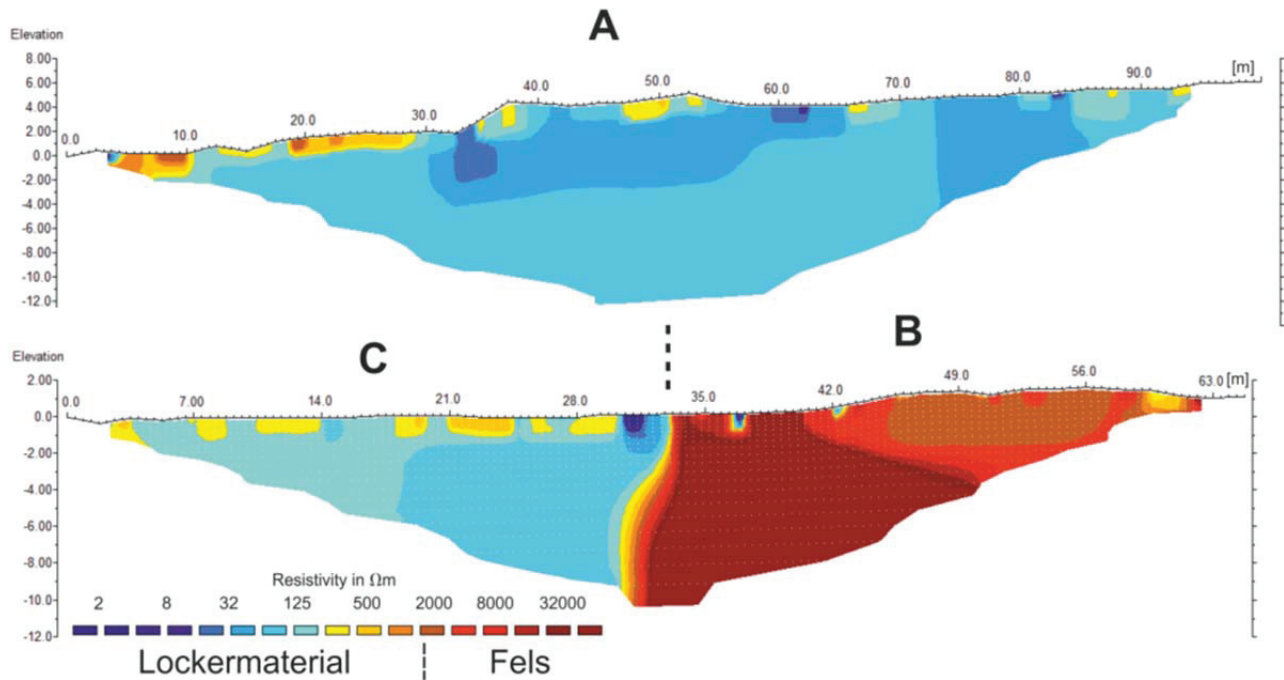 A
Elevation
8.00
6.00
4.00
2.00
0.0
-2.00
-4.00
-6.00
-8.00
-10.0
-12.0
0.0 10.0 20.0 30.0 40.0 50.0 60.0 70.0 80.0 90.0 [m]
C B
Elevation
2.00
0.0
-2.00
-4.00
-6.00
-8.00
-10.0
-12.0
0.0 7.00 14.0 21.0 28.0 35.0 42.0 49.0 56.0 63.0 [m]
Resistivity in Ωm
2 8 32 125 500 2000 8000 32000
Lockermaterial Fels